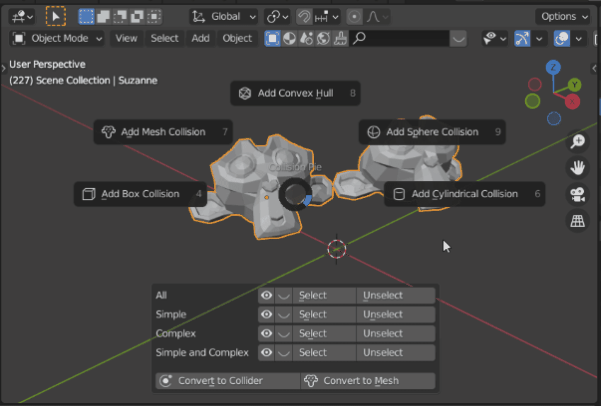 Global
Options
Object Mode View Select Add Object
User Perspective
(227) Scene Collection | Suzanne
Z
Y
X
Add Convex Hull 8
Add Mesh Collision 7
Add Sphere Collision 9
Collision Pie
Add Box Collision 4
Add Cylindrical Collision 6
All Select Unselect
Simple Select Unselect
Complex Select Unselect
Simple and Complex Select Unselect
Convert to Collider Convert to Mesh